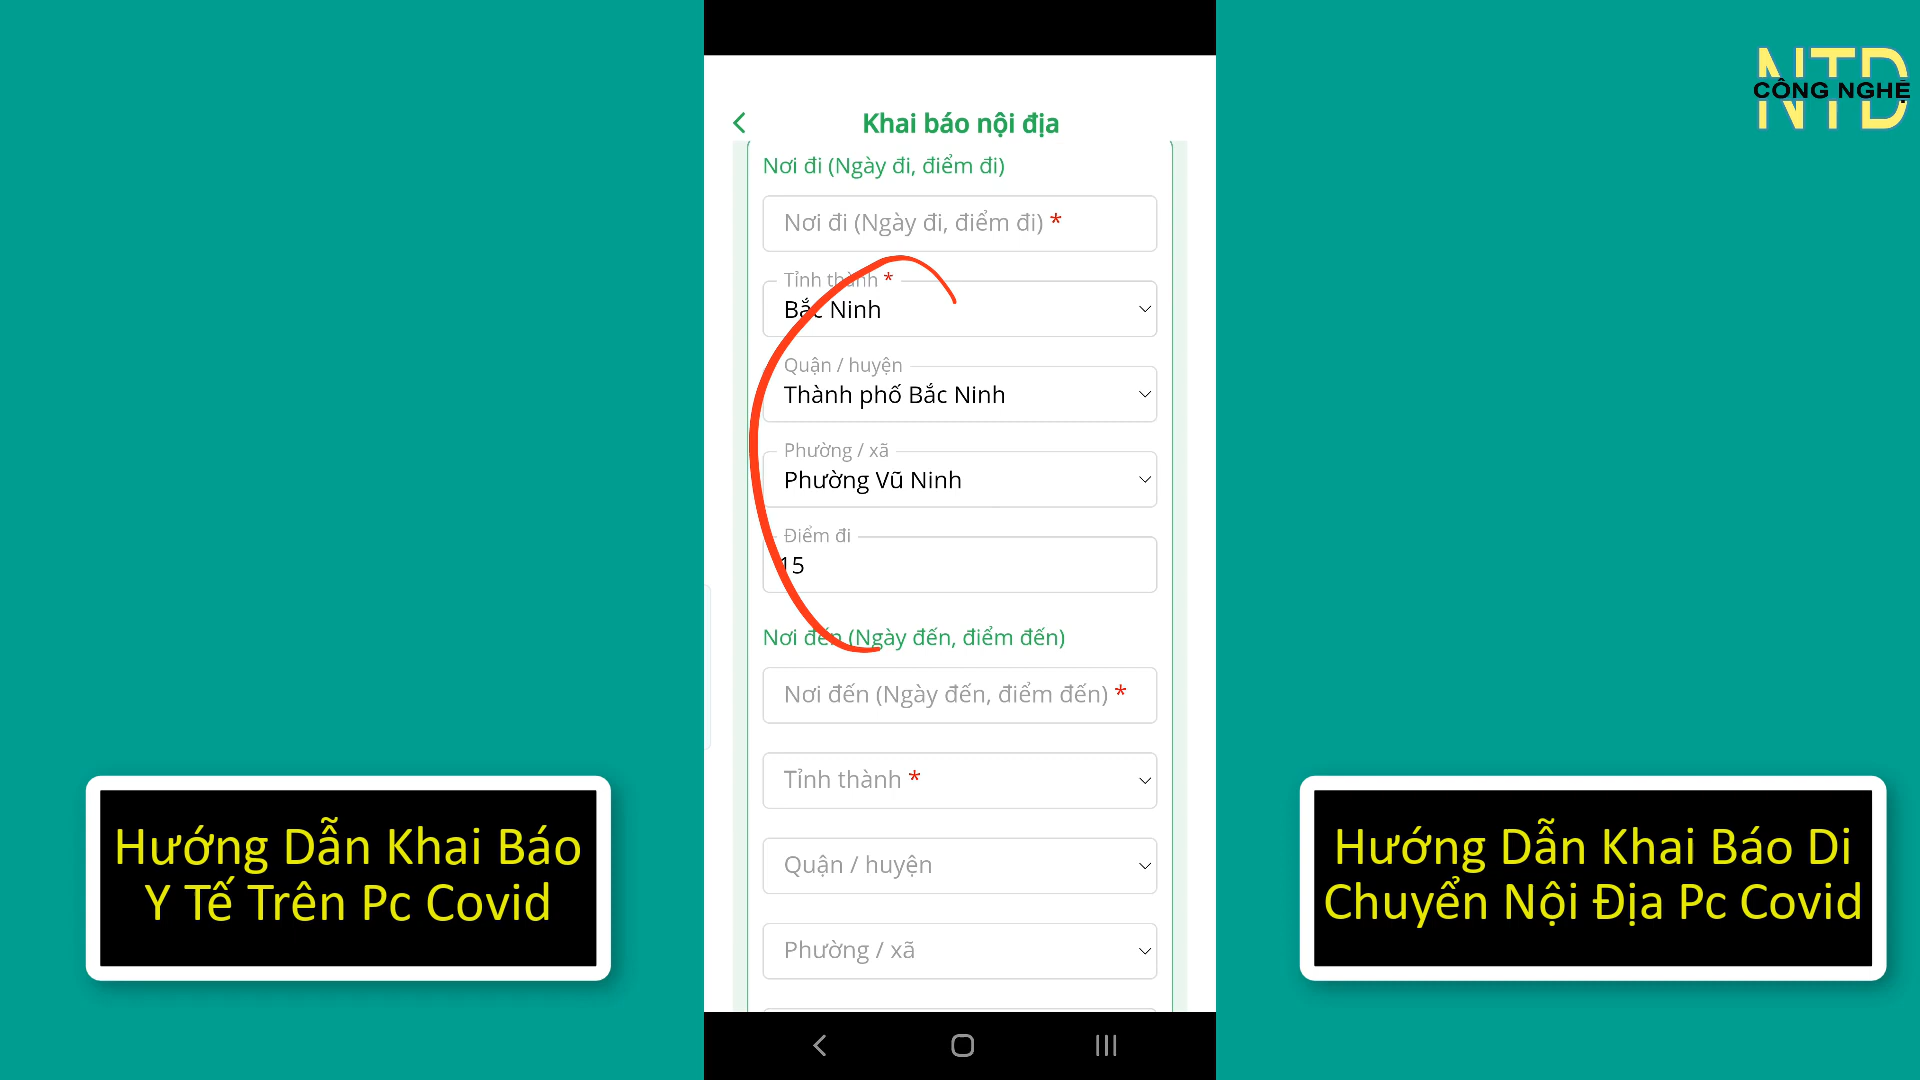 NTD
CÔNG NGHỆ
Khai báo nội địa
Nơi đi (Ngày đi, điểm đi)
Nơi đi (Ngày đi, điểm đi) *
Tỉnh thành *
Bắc Ninh
Quận / huyện
Thành phố Bắc Ninh
Phường / xã
Phường Vũ Ninh
Điểm đi
15
Nơi đến (Ngày đến, điểm đến)
Nơi đến (Ngày đến, điểm đến) *
Tỉnh thành *
Quận / huyện
Phường / xã
Hướng Dẫn Khai Báo
Y Tế Trên Pc Covid
Hướng Dẫn Khai Báo Di
Chuyển Nội Địa Pc Covid